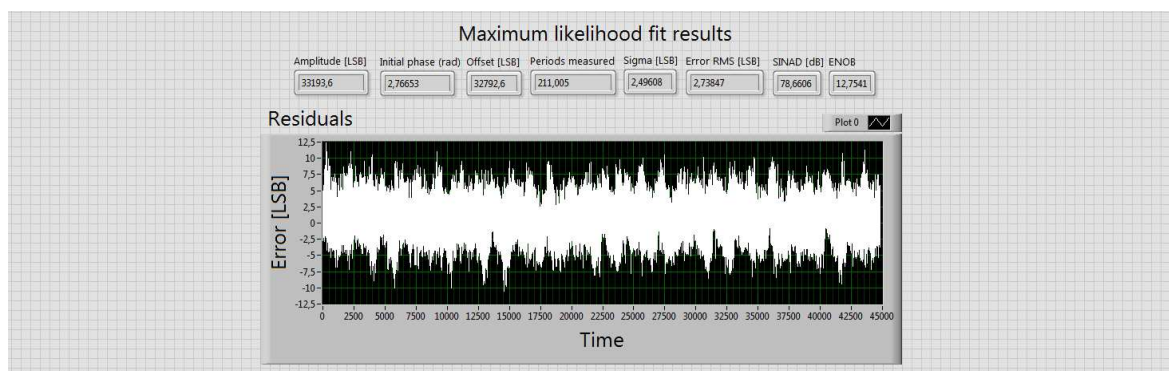 Maximum likelihood fit results
Amplitude [LSB] Initial phase (rad) Offset [LSB] Periods measured Sigma [LSB] Error RMS [LSB] SINAD [dB] ENOB
33193,6 2,76653 32792,6 211,005 2,49608 2,73847 78,6606 12,7541
Residuals
Plot 0
12,5
10
7,5
5
2,5
0
-2,5
-5
-7,5
-10
-12,5
Error [LSB]
0 2500 5000 7500 10000 12500 15000 17500 20000 22500 25000 27500 30000 32500 35000 37500 40000 42500 45000
Time